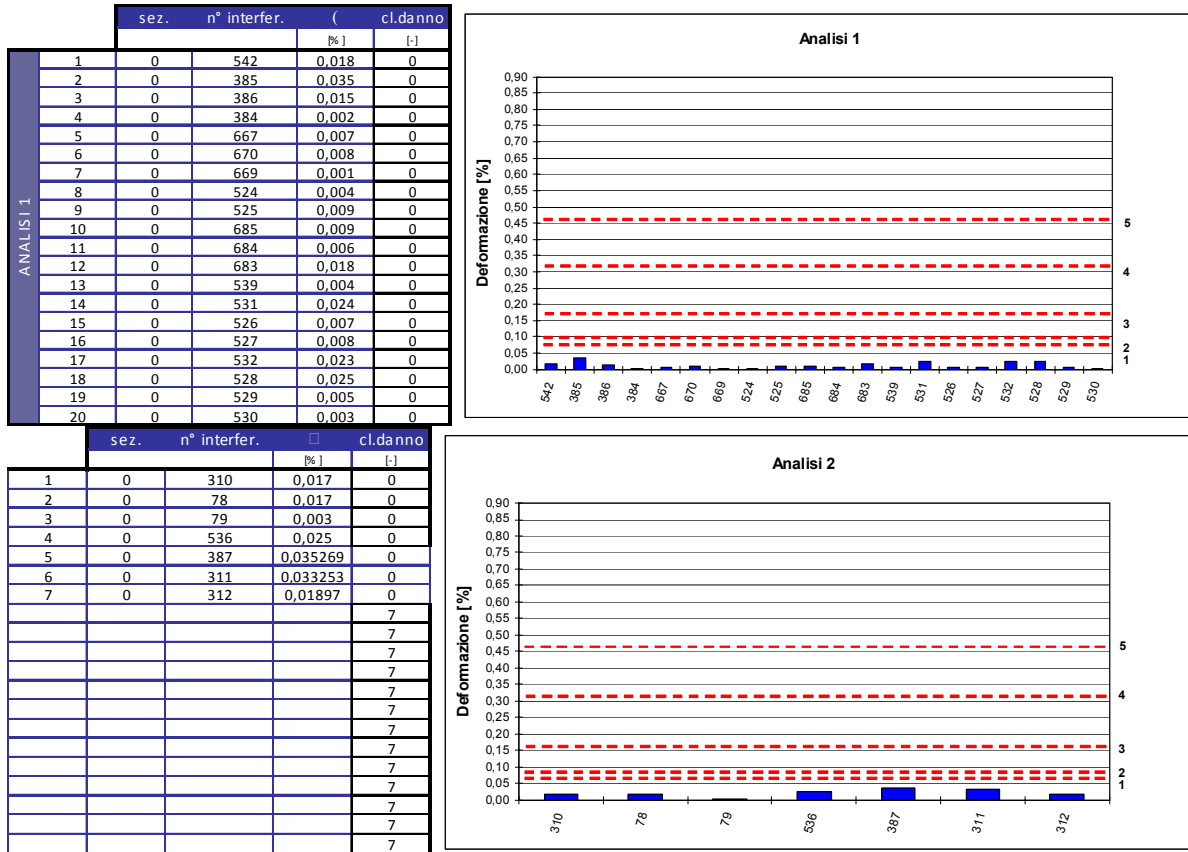 sez. n° interfer. ( cl.danno
[% ] [-]
ANALISI 1
1 0 542 0,018 0
2 0 385 0,035 0
3 0 386 0,015 0
4 0 384 0,002 0
5 0 667 0,007 0
6 0 670 0,008 0
7 0 669 0,001 0
8 0 524 0,004 0
9 0 525 0,009 0
10 0 685 0,009 0
11 0 684 0,006 0
12 0 683 0,018 0
13 0 539 0,004 0
14 0 531 0,024 0
15 0 526 0,007 0
16 0 527 0,008 0
17 0 532 0,023 0
18 0 528 0,025 0
19 0 529 0,005 0
20 0 530 0,003 0
Analisi 1
Deformazione [%]
0,90
0,85
0,80
0,75
0,70
0,65
0,60
0,55
0,50
0,45
0,40
0,35
0,30
0,25
0,20
0,15
0,10
0,05
0,00
5
4
3
2
1
542 385 386 384 667 670 669 524 525 685 684 683 539 531 526 527 532 528 529 530
sez. n° interfer. □ cl.danno
[% ] [-]
1 0 310 0,017 0
2 0 78 0,017 0
3 0 79 0,003 0
4 0 536 0,025 0
5 0 387 0,035269 0
6 0 311 0,033253 0
7 0 312 0,01897 0
7
7
7
7
7
7
7
7
7
7
7
7
7
7
Analisi 2
Deformazione [%]
0,90
0,85
0,80
0,75
0,70
0,65
0,60
0,55
0,50
0,45
0,40
0,35
0,30
0,25
0,20
0,15
0,10
0,05
0,00
5
4
3
2
1
310 78 79 536 387 311 312